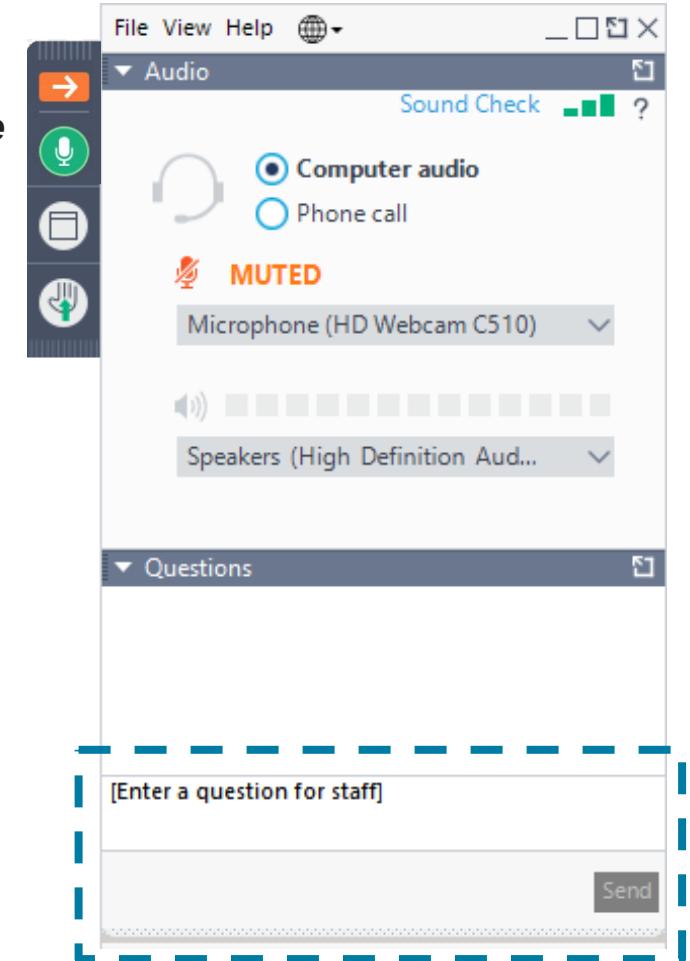 File View Help
Audio
Sound Check ?
Computer audio
Phone call
MUTED
Microphone (HD Webcam C510)
Speakers (High Definition Aud...
Questions
[Enter a question for staff]
Send